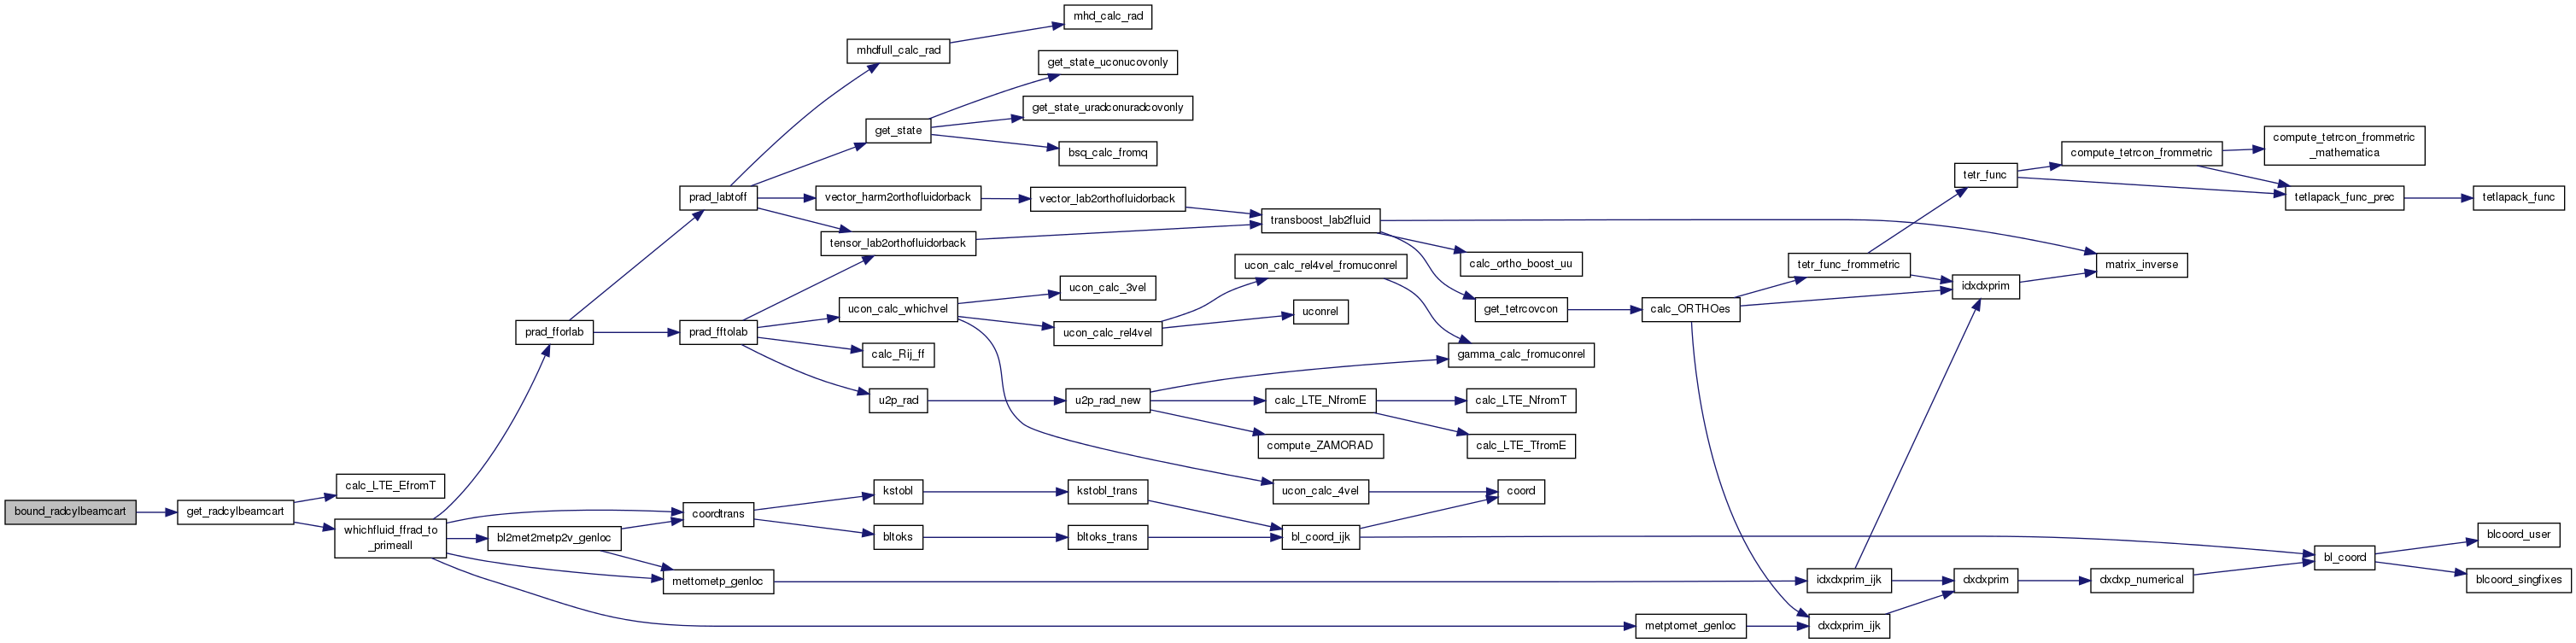 mhd_calc_rad
mhdfull_calc_rad
get_state_uconucovonly
get_state_uradconuradcovonly
get_state
bsq_calc_fromq
compute_tetrcon_frommetric
_mathematica
compute_tetrcon_frommetric
tetr_func
prad_labtoff
vector_harm2orthofluidorback
vector_lab2orthofluidorback
tetlapack_func_prec
tetlapack_func
transboost_lab2fluid
tensor_lab2orthofluidorback
calc_ortho_boost_uu
ucon_calc_rel4vel_fromuconrel
tetr_func_frommetric
matrix_inverse
ucon_calc_3vel
idxdxprim
ucon_calc_whichvel
get_tetrcovcon
calc_ORTHOes
uconrel
prad_fforlab
prad_fftolab
ucon_calc_rel4vel
calc_Rij_ff
gamma_calc_fromuconrel
u2p_rad
u2p_rad_new
calc_LTE_NfromE
calc_LTE_NfromT
compute_ZAMORAD
calc_LTE_TfromE
calc_LTE_EfromT
kstobl
kstobl_trans
ucon_calc_4vel
coord
bound_radcylbeamcart
get_radcylbeamcart
coordtrans
whichfluid_ffrad_to
_primeall
bl2met2metp2v_genloc
bltoks
bltoks_trans
bl_coord_ijk
blcoord_user
bl_coord
mettometp_genloc
idxdxprim_ijk
dxdxprim
dxdxp_numerical
blcoord_singfixes
metptomet_genloc
dxdxprim_ijk